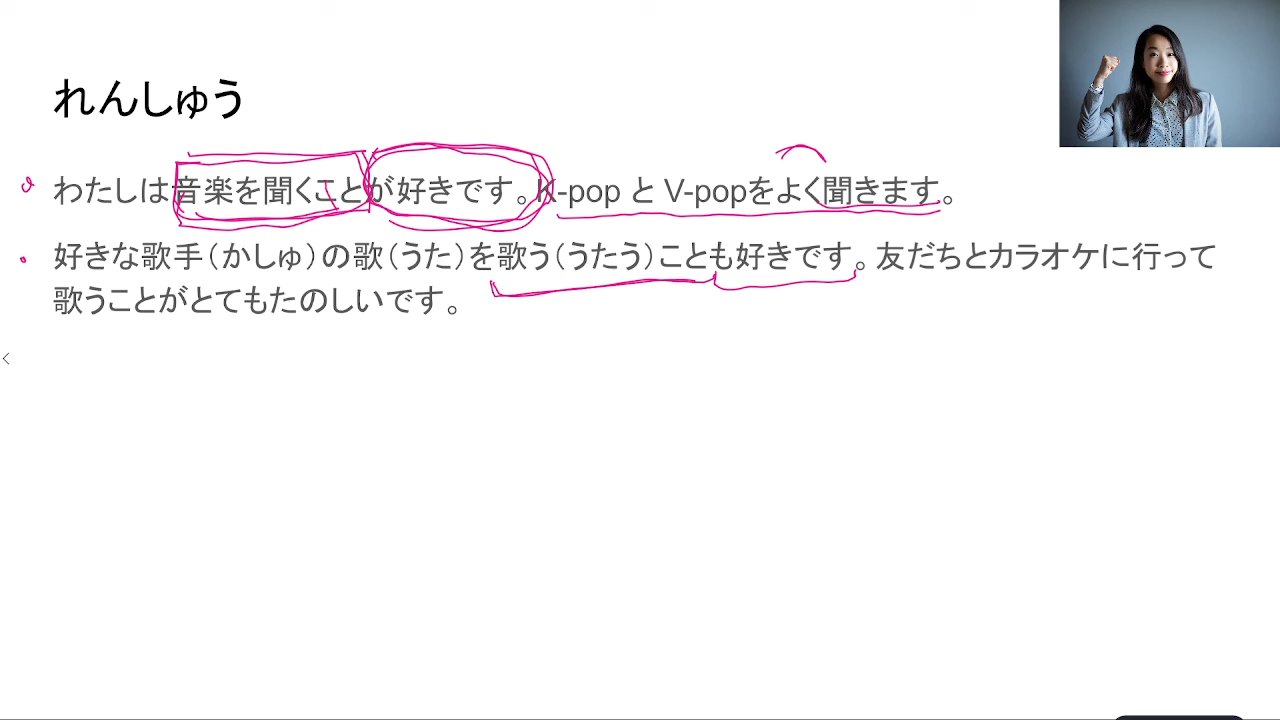 れんしゅう
わたしは音楽を聞くことが好きです。K-pop と V-popをよく聞きます。
好きな歌手（かしゅ）の歌（うた）を歌う（うたう）ことも好きです。友だちとカラオケに行って
歌うことがとてもたのしいです。